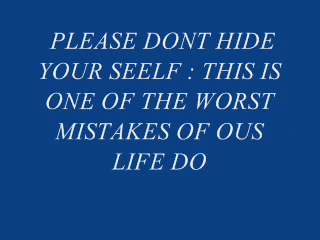 PLEASE DONT HIDE
YOUR SEELF : THIS IS
ONE OF THE WORST
MISTAKES OF OUS
LIFE DO